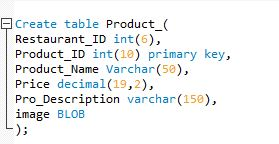 Create table Product_(
Restaurant_ID int(6),
Product_ID int(10) primary key,
Product_Name Varchar(50),
Price decimal(19,2),
Pro_Description varchar(150),
image BLOB
);